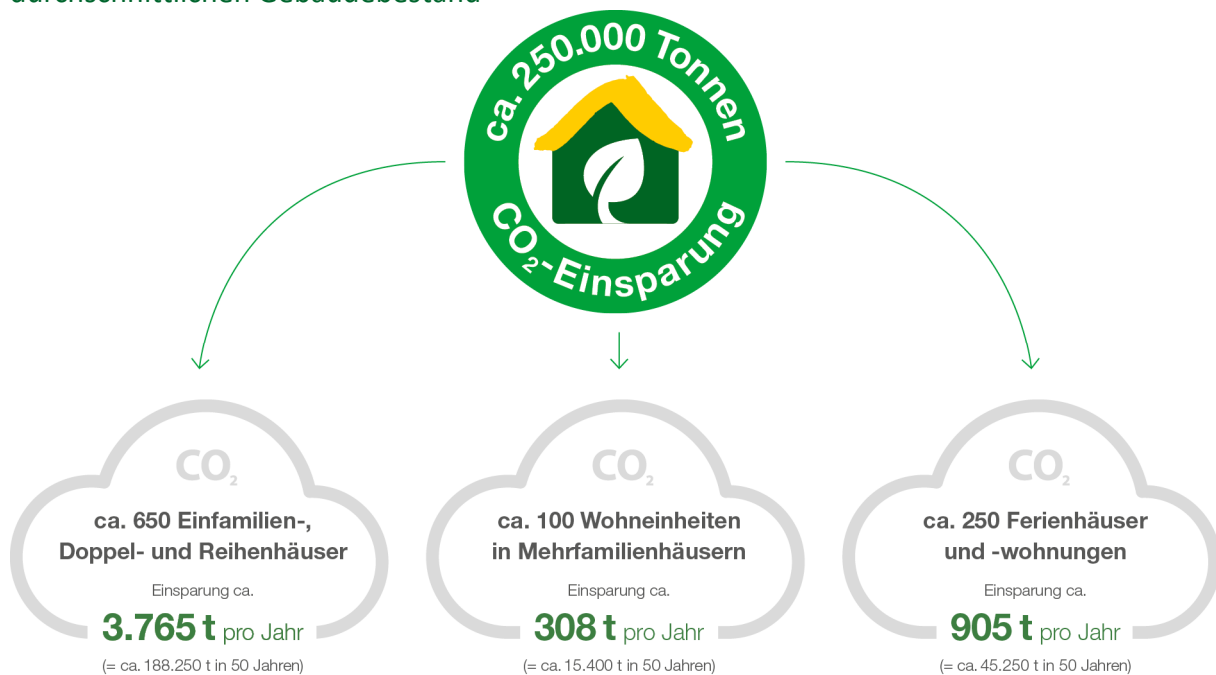 durchschnittlichen Gebäudebestand
ca. 250.000 Tonnen
CO₂-Einsparung
CO₂
ca. 650 Einfamilien-,
Doppel- und Reihenhäuser
Einsparung ca.
3.765 t pro Jahr
(= ca. 188.250 t in 50 Jahren)
CO₂
ca. 100 Wohneinheiten
in Mehrfamilienhäusern
Einsparung ca.
308 t pro Jahr
(= ca. 15.400 t in 50 Jahren)
CO₂
ca. 250 Ferienhäuser
und -wohnungen
Einsparung ca.
905 t pro Jahr
(= ca. 45.250 t in 50 Jahren)